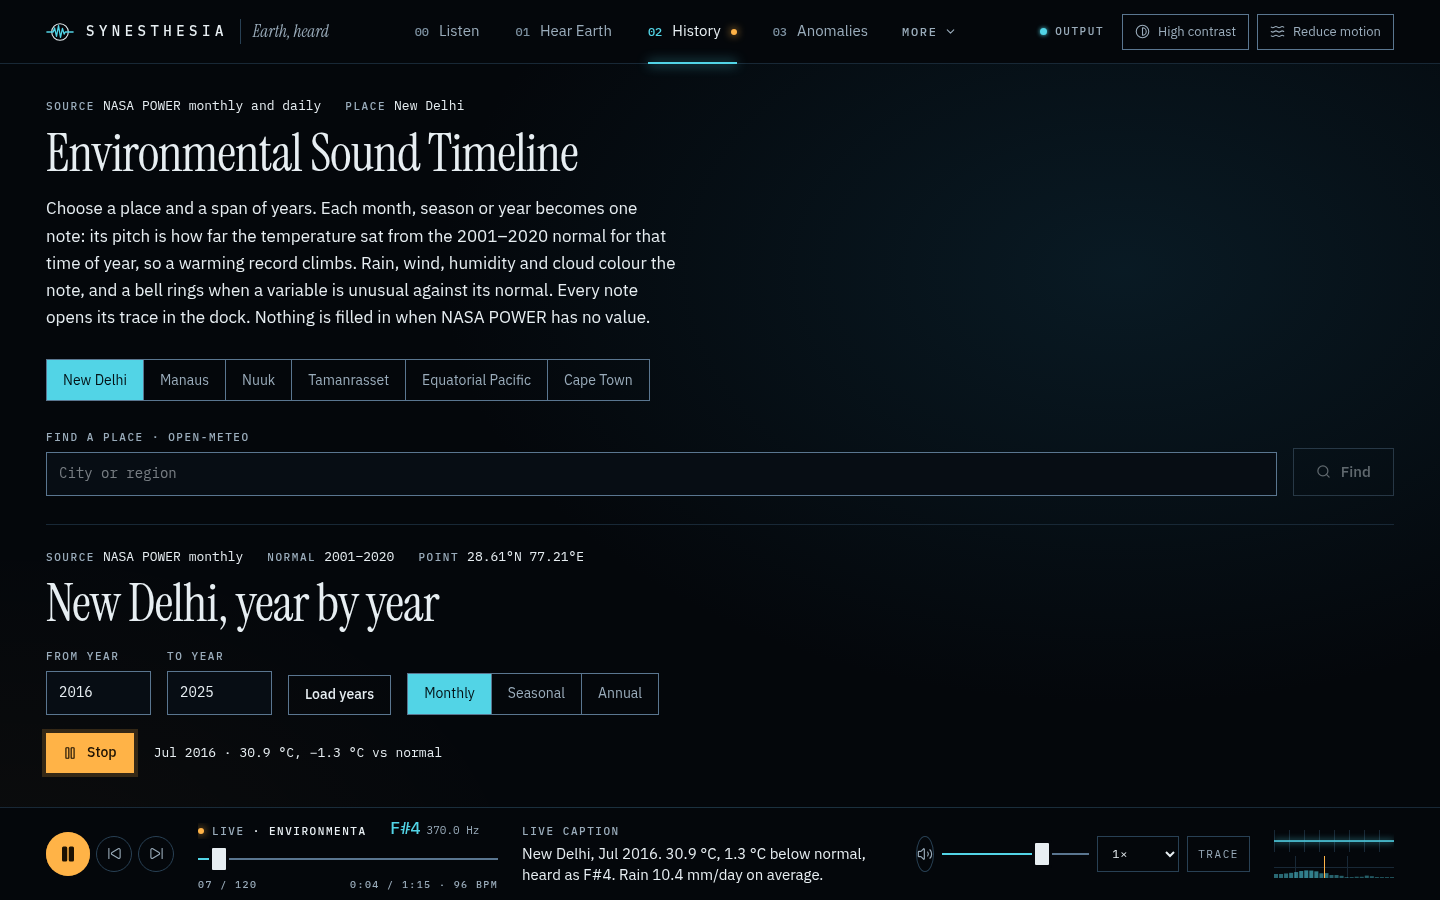 SYNESTHESIA Earth, heard 00 Listen 01 Hear Earth 02 History 03 Anomalies MORE OUTPUT High contrast Reduce motion
SOURCE NASA POWER monthly and daily PLACE New Delhi
Environmental Sound Timeline
Choose a place and a span of years. Each month, season or year becomes one
note: its pitch is how far the temperature sat from the 2001–2020 normal for that
time of year, so a warming record climbs. Rain, wind, humidity and cloud colour the
note, and a bell rings when a variable is unusual against its normal. Every note
opens its trace in the dock. Nothing is filled in when NASA POWER has no value.
New Delhi Manaus Nuuk Tamanrasset Equatorial Pacific Cape Town
FIND A PLACE · OPEN-METEO
City or region Find
SOURCE NASA POWER monthly NORMAL 2001–2020 POINT 28.61°N 77.21°E
New Delhi, year by year
FROM YEAR TO YEAR
2016 2025 Load years Monthly Seasonal Annual
Stop Jul 2016 · 30.9 °C, −1.3 °C vs normal
LIVE · ENVIRONMENTA F#4 370.0 Hz
07 / 120 0:04 / 1:15 · 96 BPM
LIVE CAPTION
New Delhi, Jul 2016. 30.9 °C, 1.3 °C below normal,
heard as F#4. Rain 10.4 mm/day on average.
1× TRACE